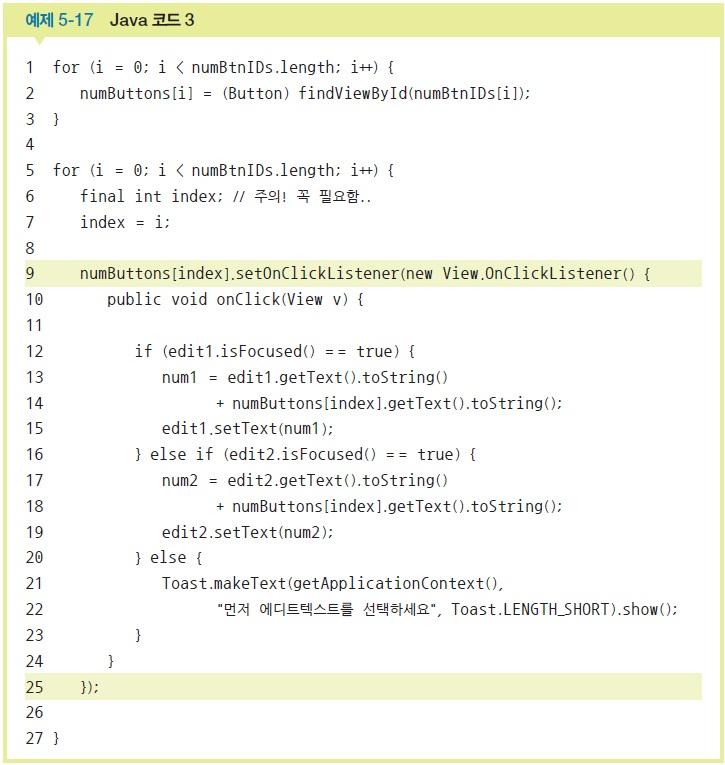 예제 5-17 Java 코드 3
1 for (i = 0; i < numBtnIDs.length; i++) {
2 numButtons[i] = (Button) findViewById(numBtnIDs[i]);
3 }
4
5 for (i = 0; i < numBtnIDs.length; i++) {
6 final int index; // 주의! 꼭 필요함..
7 index = i;
8
9 numButtons[index].setOnClickListener(new View.OnClickListener() {
10 public void onClick(View v) {
11
12 if (edit1.isFocused() == true) {
13 num1 = edit1.getText().toString()
14 + numButtons[index].getText().toString();
15 edit1.setText(num1);
16 } else if (edit2.isFocused() == true) {
17 num2 = edit2.getText().toString()
18 + numButtons[index].getText().toString();
19 edit2.setText(num2);
20 } else {
21 Toast.makeText(getApplicationContext(),
22 "먼저 에디트텍스트를 선택하세요", Toast.LENGTH_SHORT).show();
23 }
24 }
25 });
26
27 }